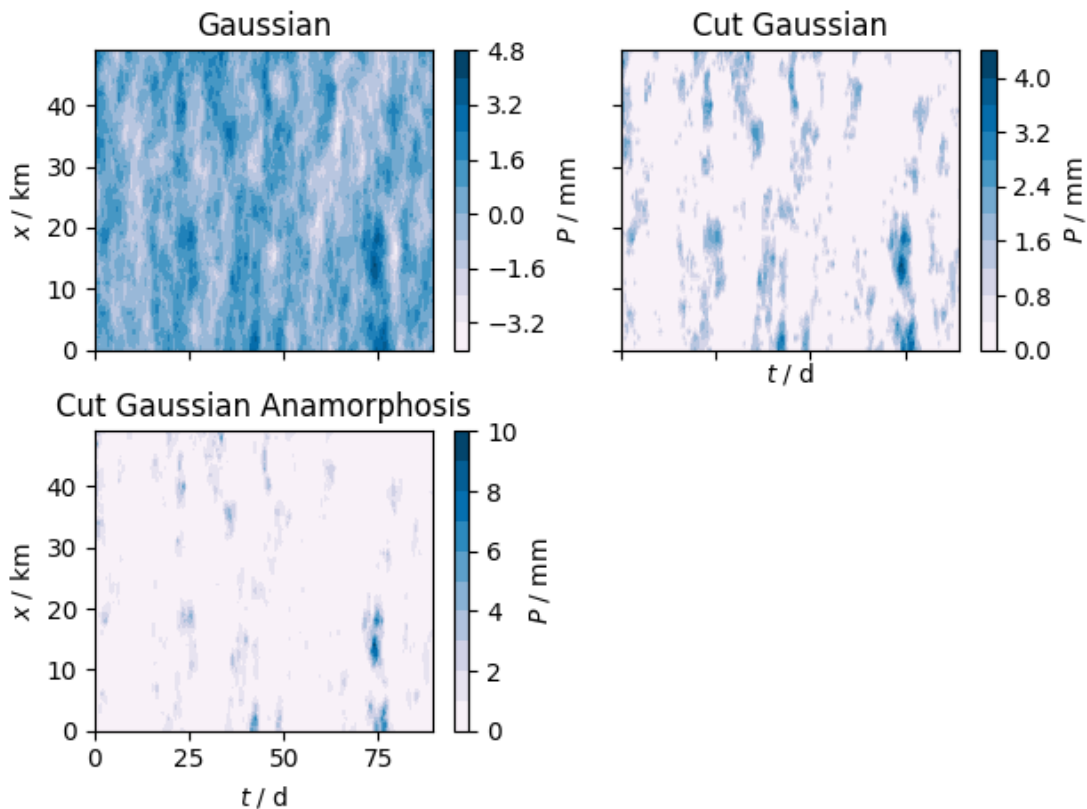 Gaussian
40
30
20
10
0
x / km
4.8
3.2
1.6
0.0
−1.6
−3.2
P / mm
Cut Gaussian
t / d
4.0
3.2
2.4
1.6
0.8
0.0
P / mm
Cut Gaussian Anamorphosis
40
30
20
10
0
x / km
0 25 50 75
t / d
10
8
6
4
2
0
P / mm